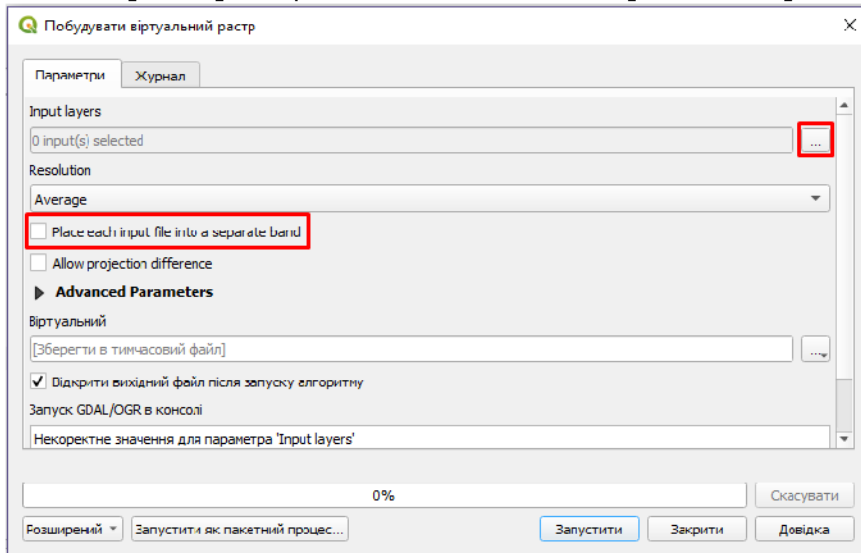 Побудувати віртуальний растр
Параметри Журнал
Input layers
0 input(s) selected
...
Resolution
Average
Place each input file into a separate band
Allow projection difference
Advanced Parameters
Віртуальний
[Зберегти в тимчасовий файл]
...
Відкрити вихідний файл після запуску алгоритму
Запуск GDAL/OGR в консолі
Некоректне значення для параметра 'Input layers'
0%
Скасувати
Розширений Запустити як пакетний процес... Запустити Закрити Довідка